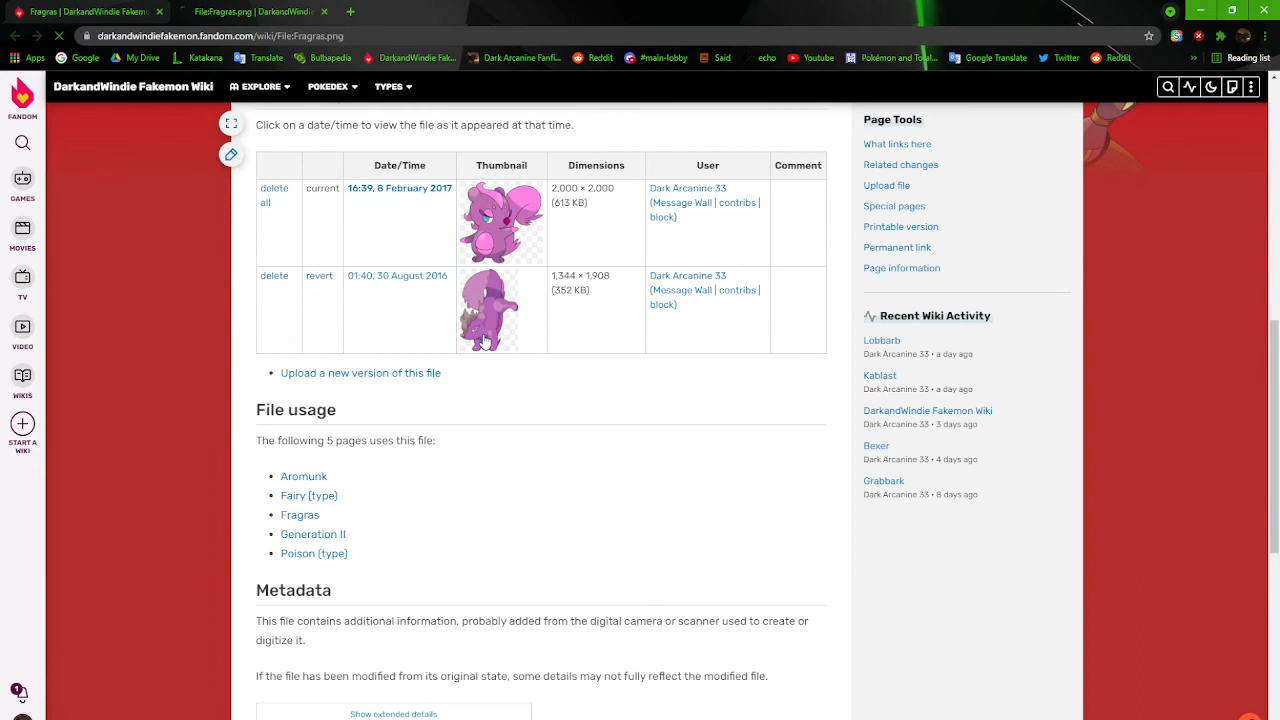 Fragras | DarkandWindie Fakemon
File:Fragras.png | DarkandWindie
darkandwindiefakemon.fandom.com/wiki/File:Fragras.png
Apps Google My Drive Katakana Translate Bulbapedia DarkandWindie Fak... Dark Arcanine Fanfi... Reddit #main-lobby Said echo Youtube Pokémon and Total... Google Translate Twitter Reddit » Reading list
DarkandWindie Fakemon Wiki EXPLORE POKEDEX TYPES
FANDOM
GAMES
MOVIES
TV
VIDEO
WIKIS
START A
WIKI
1
Click on a date/time to view the file as it appeared at that time.
Date/Time Thumbnail Dimensions User Comment
delete all current 16:39, 8 February 2017 2,000 × 2,000 (613 KB) Dark Arcanine 33 (Message Wall | contribs | block)
delete revert 01:40, 30 August 2016 1,344 × 1,908 (352 KB) Dark Arcanine 33 (Message Wall | contribs | block)
• Upload a new version of this file
File usage
The following 5 pages uses this file:
• Aromunk
• Fairy (type)
• Fragras
• Generation II
• Poison (type)
Metadata
This file contains additional information, probably added from the digital camera or scanner used to create or
digitize it.
If the file has been modified from its original state, some details may not fully reflect the modified file.
Show extended details
Page Tools
What links here
Related changes
Upload file
Special pages
Printable version
Permanent link
Page information
Recent Wiki Activity
Lobbarb
Dark Arcanine 33 • a day ago
Kablast
Dark Arcanine 33 • a day ago
DarkandWindie Fakemon Wiki
Dark Arcanine 33 • 3 days ago
Bexer
Dark Arcanine 33 • 4 days ago
Grabbark
Dark Arcanine 33 • 8 days ago